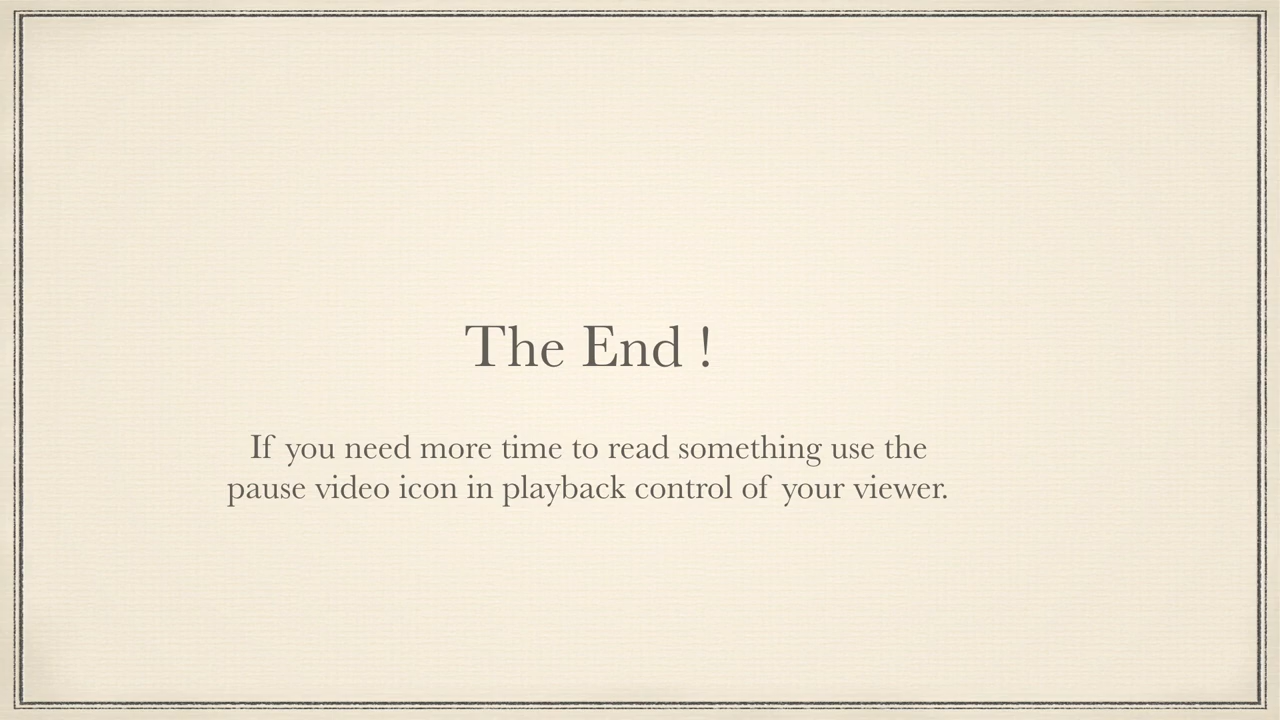 The End !
If you need more time to read something use the
pause video icon in playback control of your viewer.